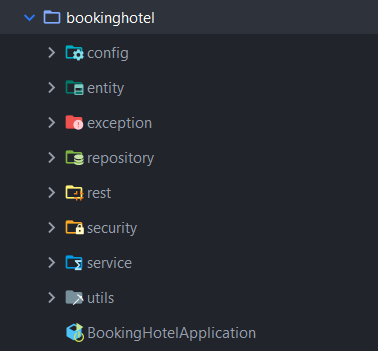 bookinghotel
config
entity
exception
repository
rest
security
service
utils
BookingHotelApplication